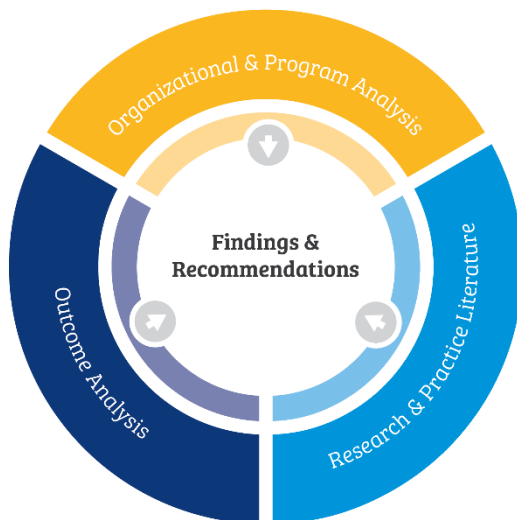 Organizational & Program Analysis
Findings &
Recommendations
Outcome Analysis
Research & Practice Literature